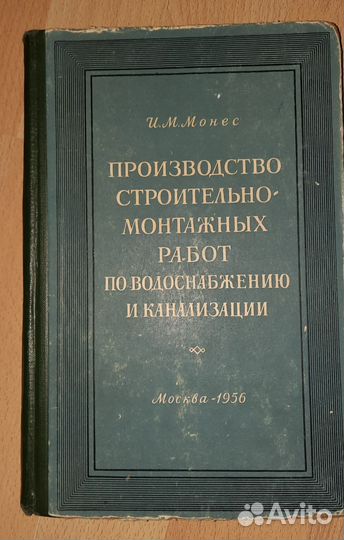 И.М.Монес
ПРОИЗВОДСТВО
СТРОИТЕЛЬНО-
МОНТАЖНЫХ
РАБОТ
ПО ВОДОСНАБЖЕНИЮ
И КАНАЛИЗАЦИИ
Москва-1956
Avito